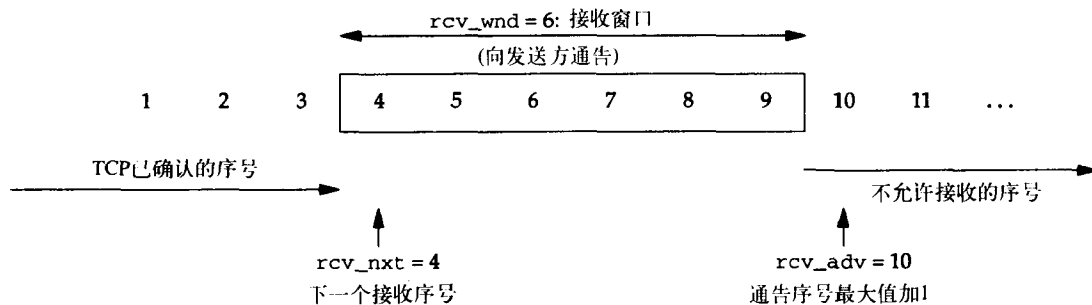 rcv_wnd = 6: 接收窗口
(向发送方通告)
1 2 3 4 5 6 7 8 9 10 11 ...
TCP已确认的序号
不允许接收的序号
rcv_nxt = 4
下一个接收序号
rcv_adv = 10
通告序号最大值加1